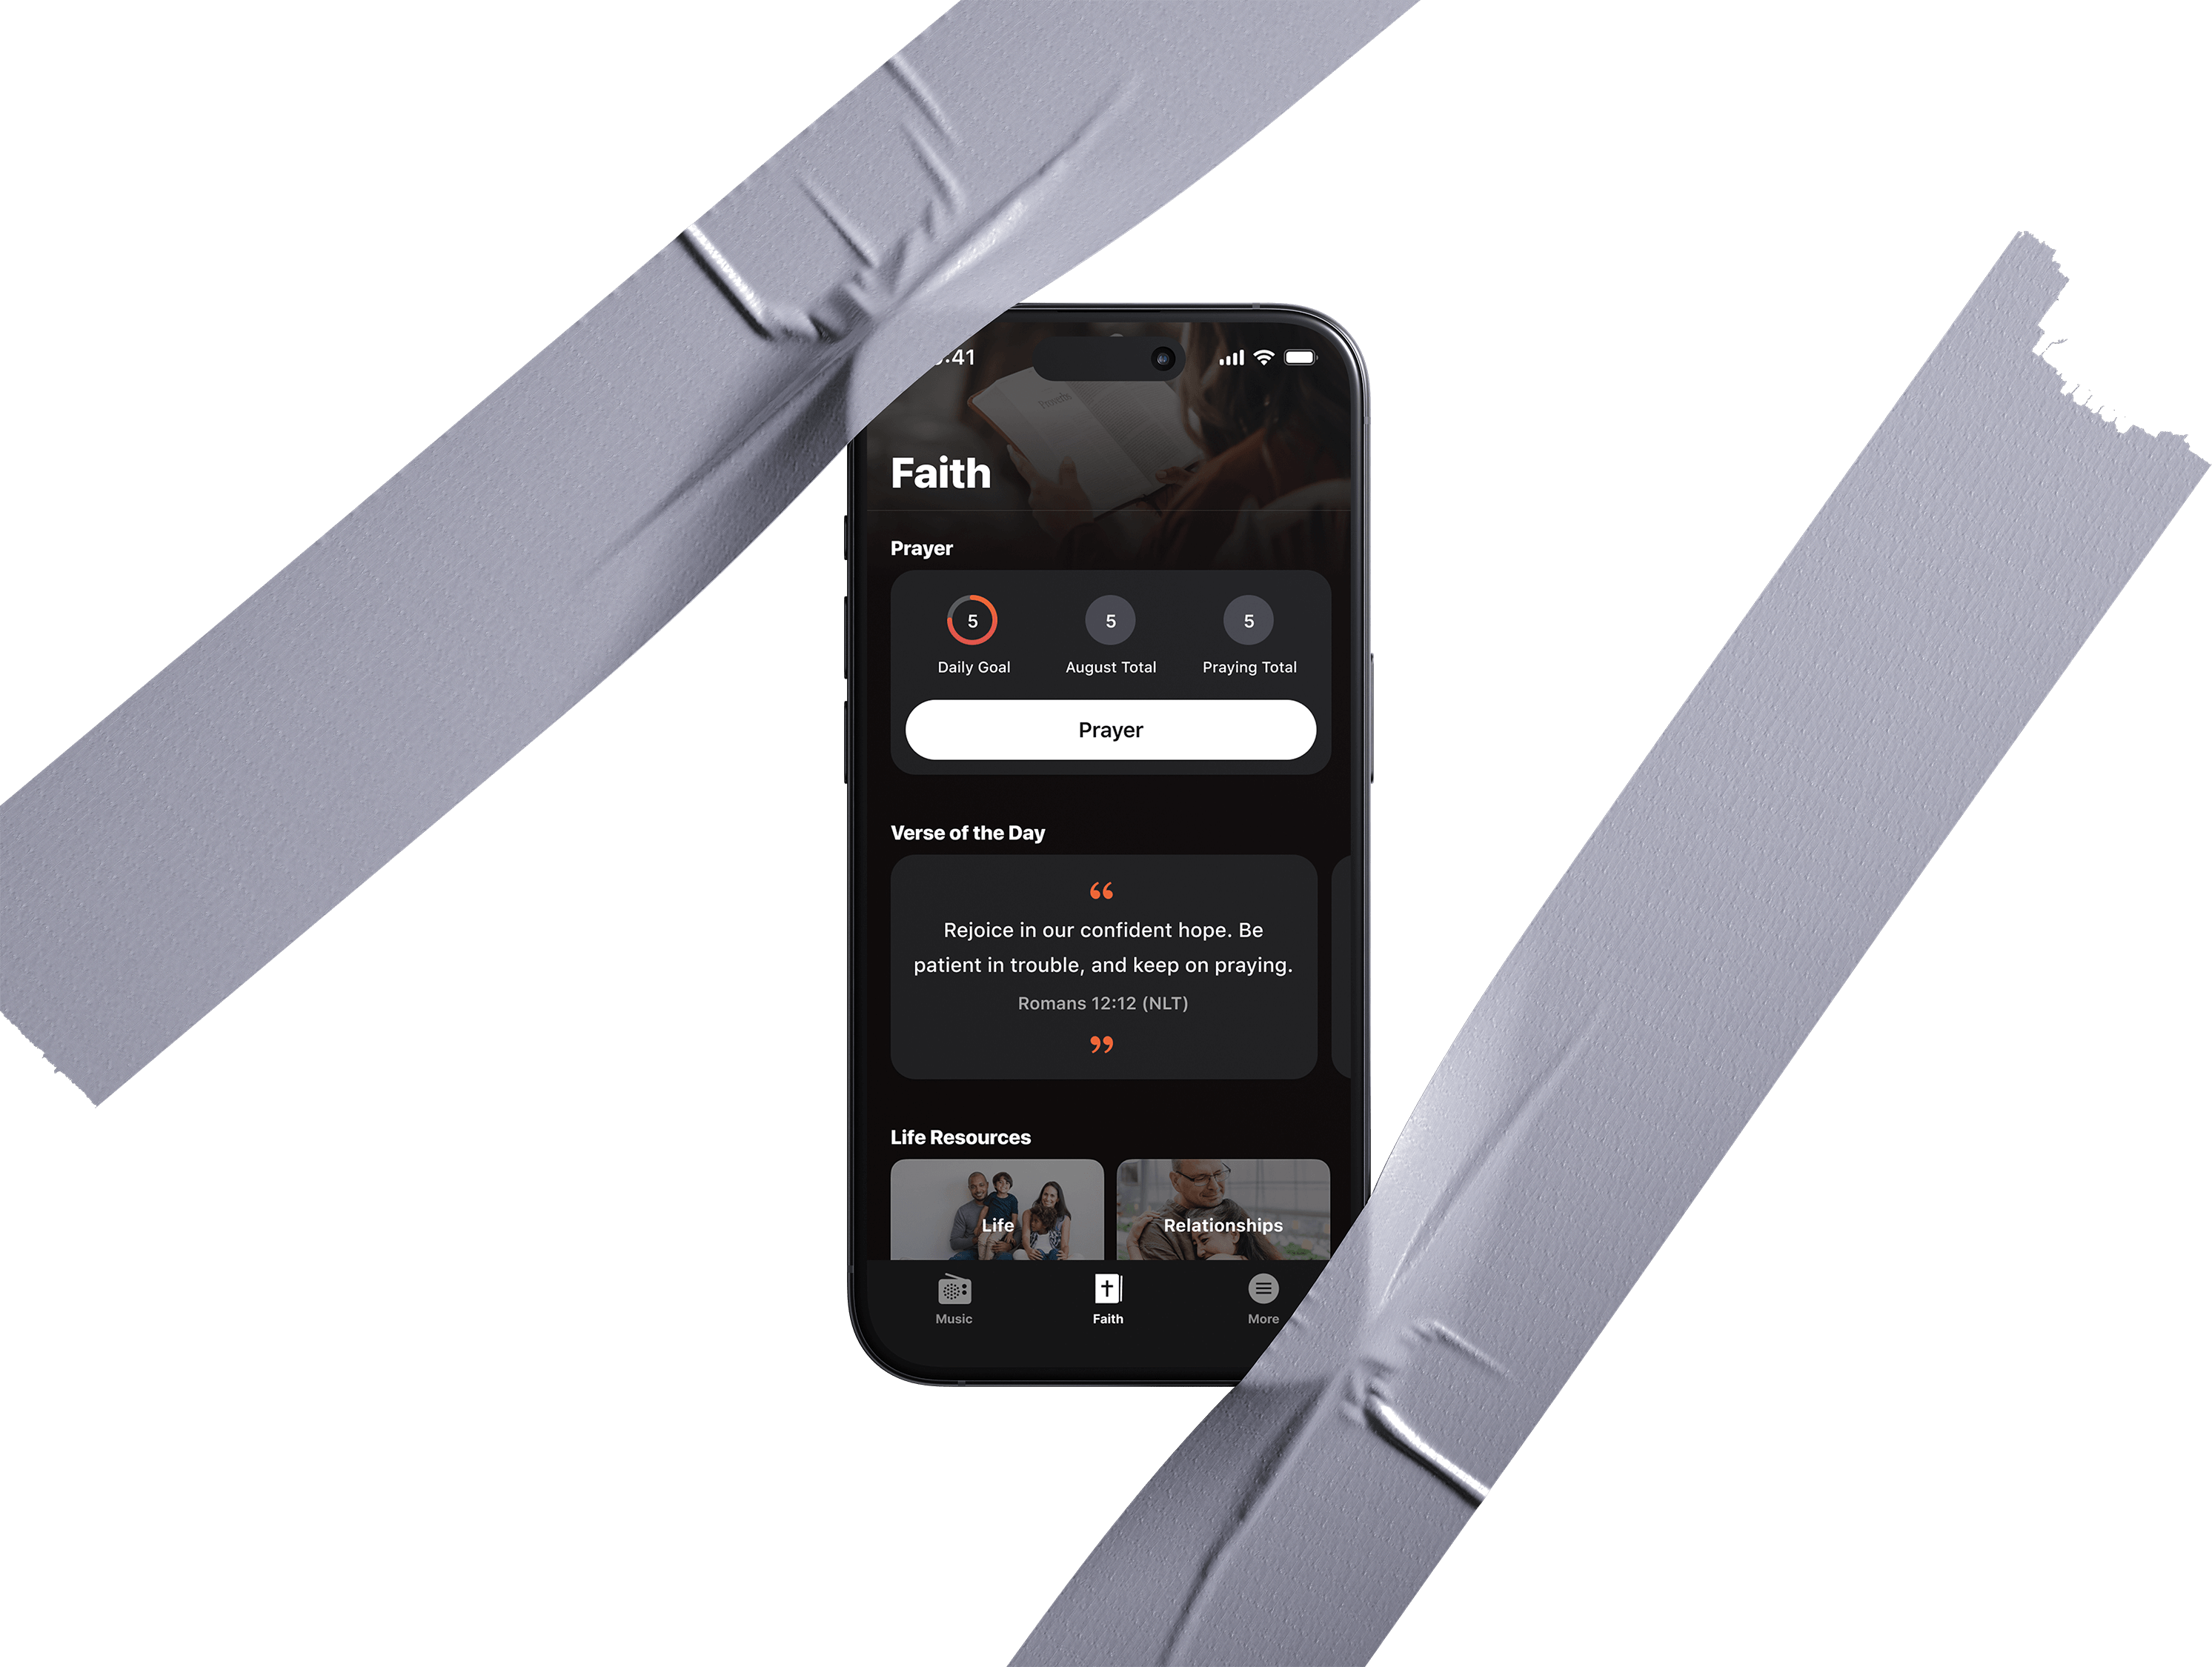 :41
Proverbs
Faith
Prayer
5
5
5
Daily Goal
August Total
Praying Total
Prayer
Verse of the Day
“
Rejoice in our confident hope. Be
patient in trouble, and keep on praying.
Romans 12:12 (NLT)
”
Life Resources
Life
Relationships
Music
Faith
More